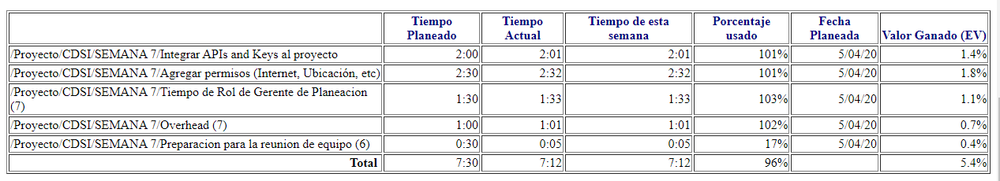 Tiempo Planeado	Tiempo Actual	Tiempo de esta semana	Porcentaje usado	Fecha Planeada	Valor Ganado (EV)
/Proyecto/CDSI/SEMANA 7/Integrar APIs and Keys al proyecto	2:00	2:01	2:01	101%	5/04/20	1.4%
/Proyecto/CDSI/SEMANA 7/Agregar permisos (Internet, Ubicación, etc)	2:30	2:32	2:32	101%	5/04/20	1.8%
/Proyecto/CDSI/SEMANA 7/Tiempo de Rol de Gerente de Planeacion (7)	1:30	1:33	1:33	103%	5/04/20	1.1%
/Proyecto/CDSI/SEMANA 7/Overhead (7)	1:00	1:01	1:01	102%	5/04/20	0.7%
/Proyecto/CDSI/SEMANA 7/Preparacion para la reunion de equipo (6)	0:30	0:05	0:05	17%	5/04/20	0.4%
Total	7:30	7:12	7:12	96%	5.4%